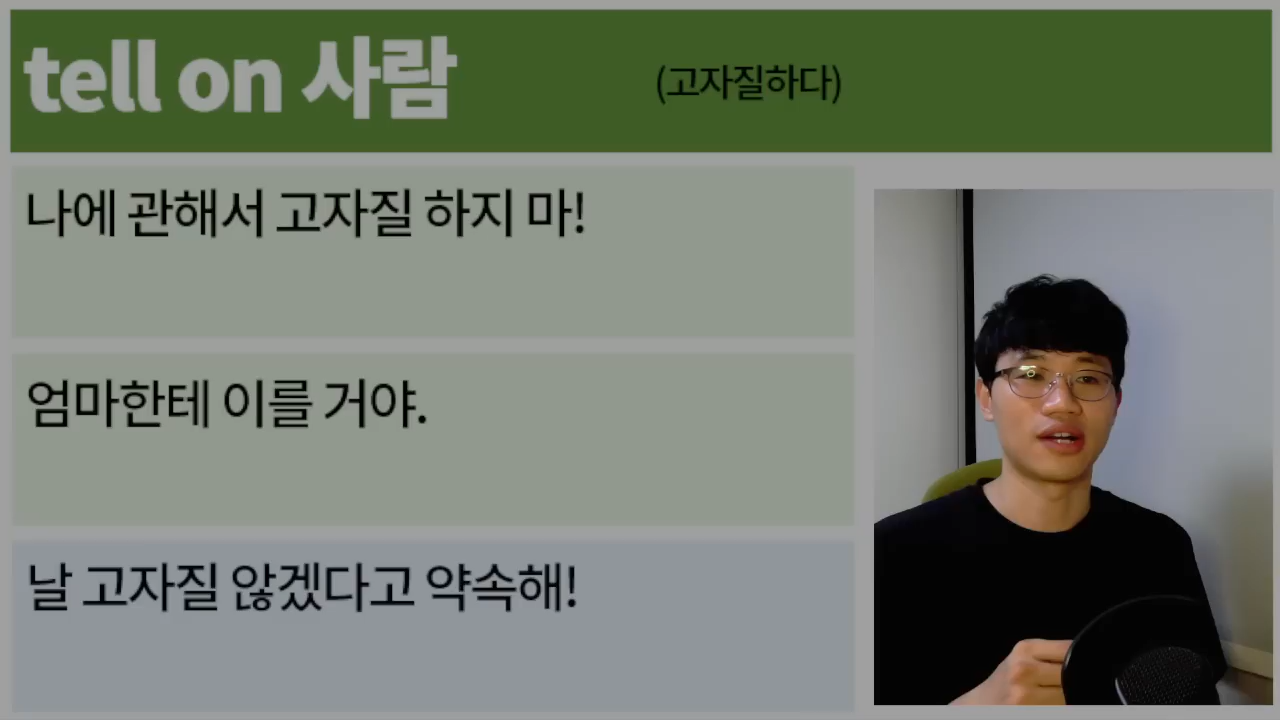 tell on 사람 (고자질하다)
나에 관해서 고자질 하지 마!
엄마한테 이를 거야.
날 고자질 않겠다고 약속해!